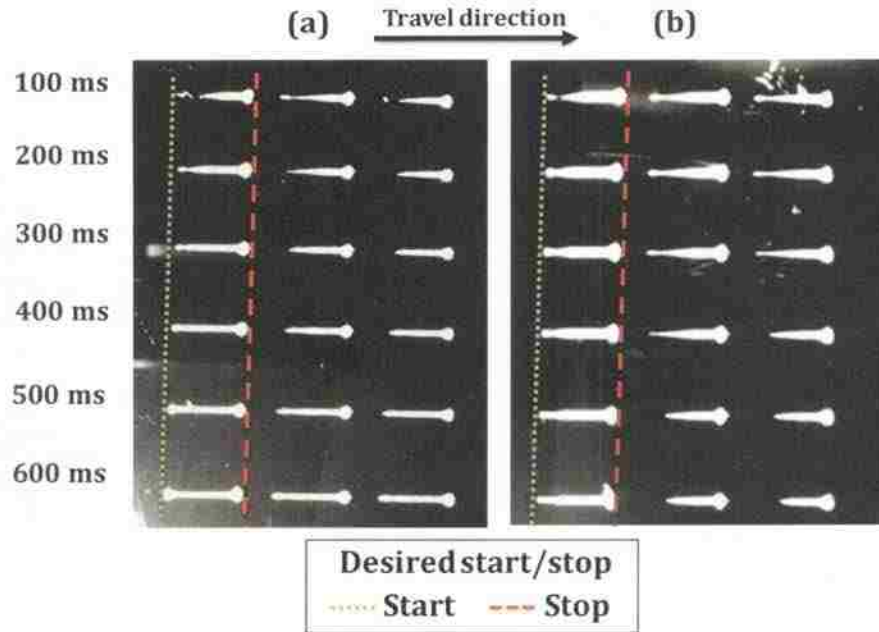 (a) Travel direction (b)
100 ms
200 ms
300 ms
400 ms
500 ms
600 ms
Desired start/stop
Start Stop